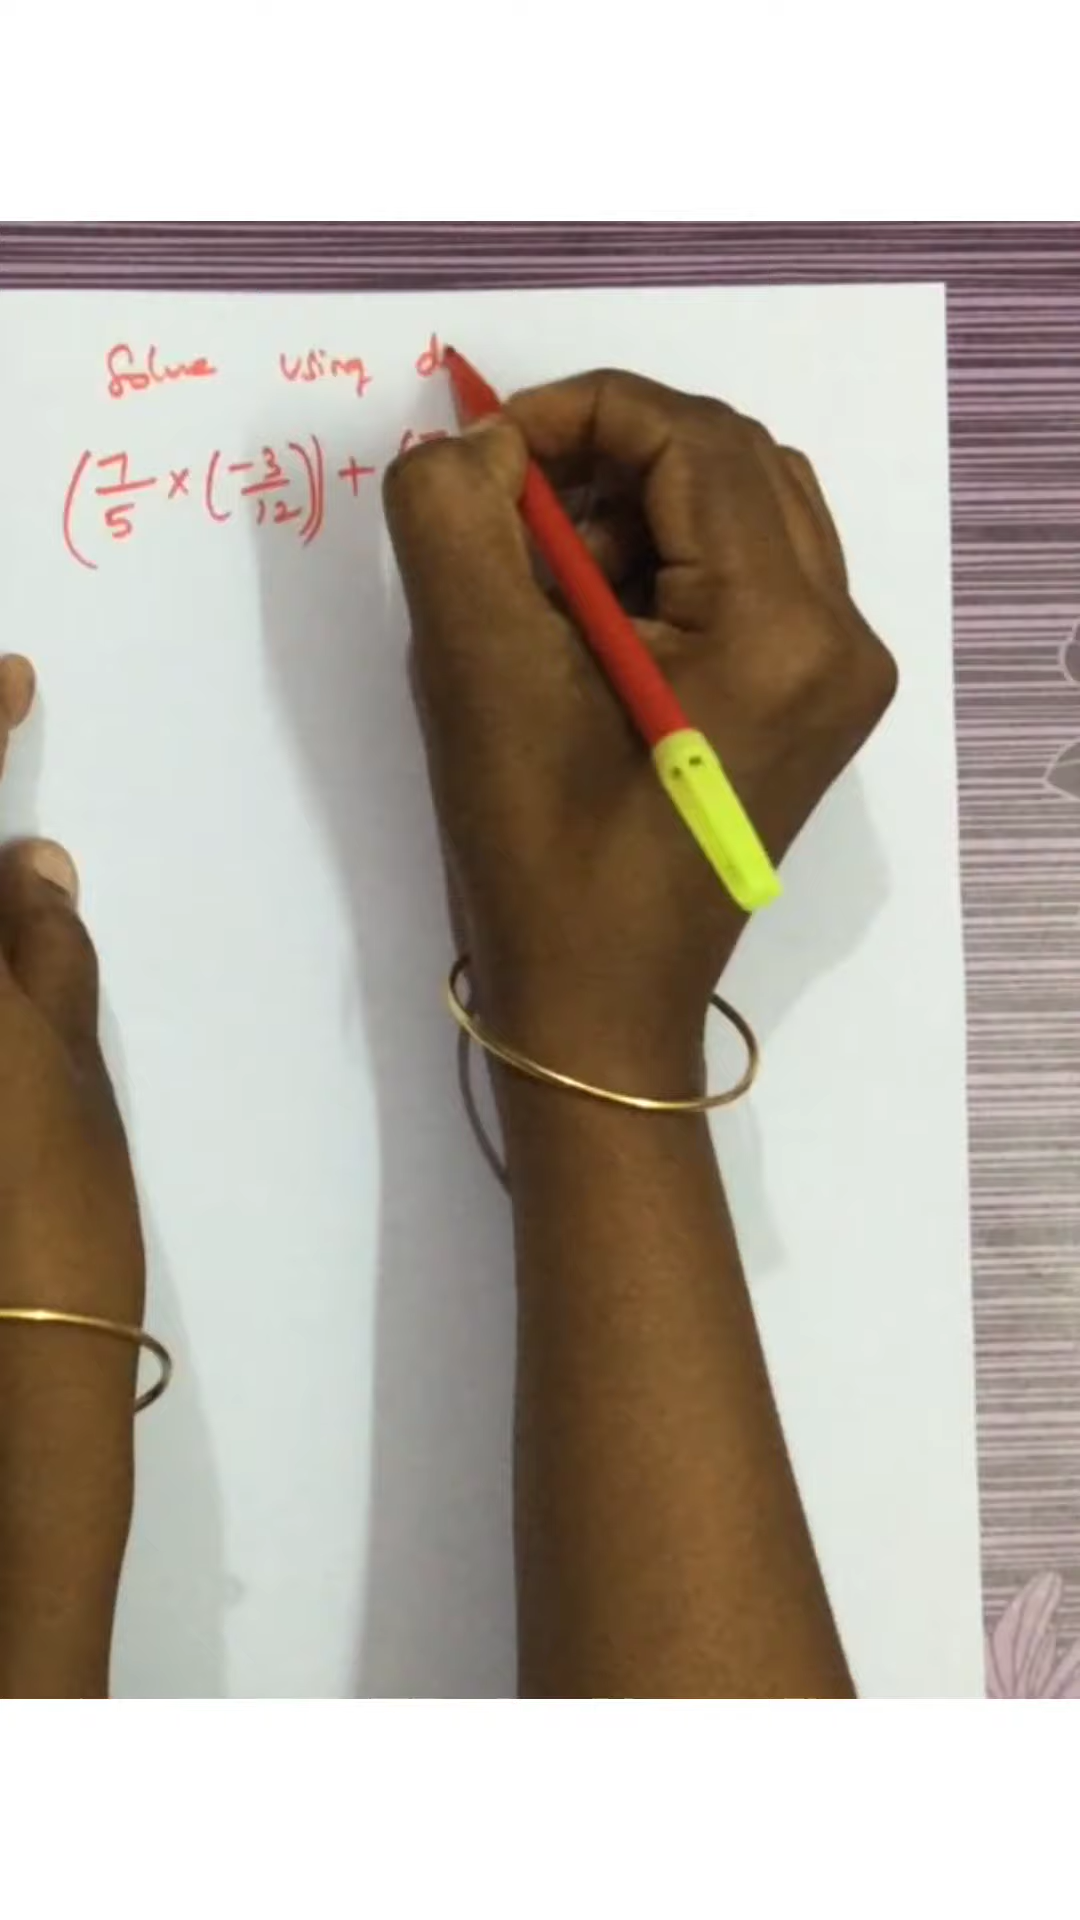 Solve using d
(7/5 × (-3/12)) + (